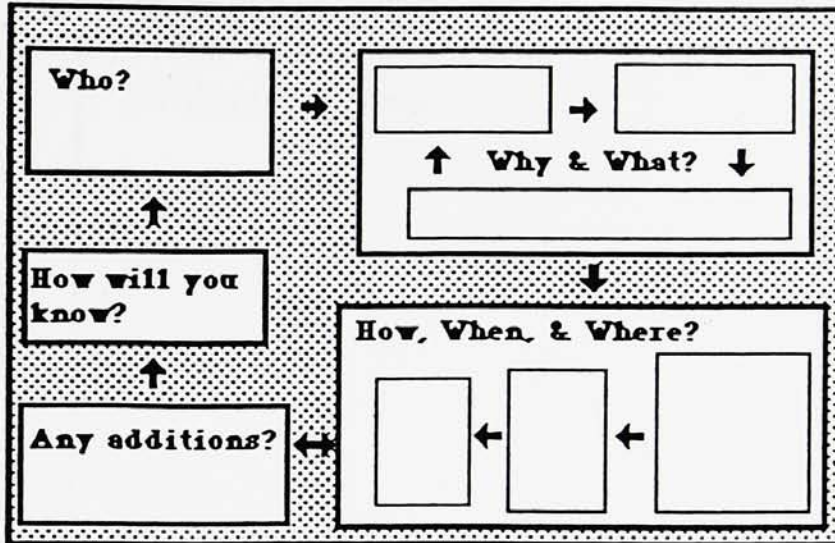 Who?
Why & What?
How will you
know?
How, When, & Where?
Any additions?